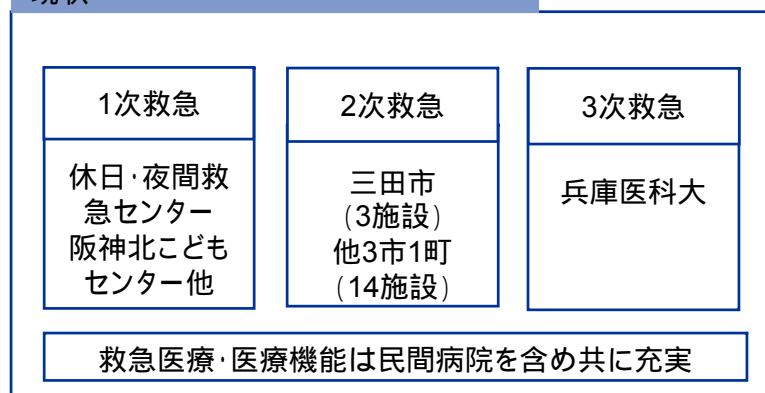 1次救急
休日・夜間救
急センター
阪神北こども
センター他
2次救急
三田市
(3施設)
他3市1町
(14施設)
3次救急
兵庫医科大
救急医療・医療機能は民間病院を含め共に充実